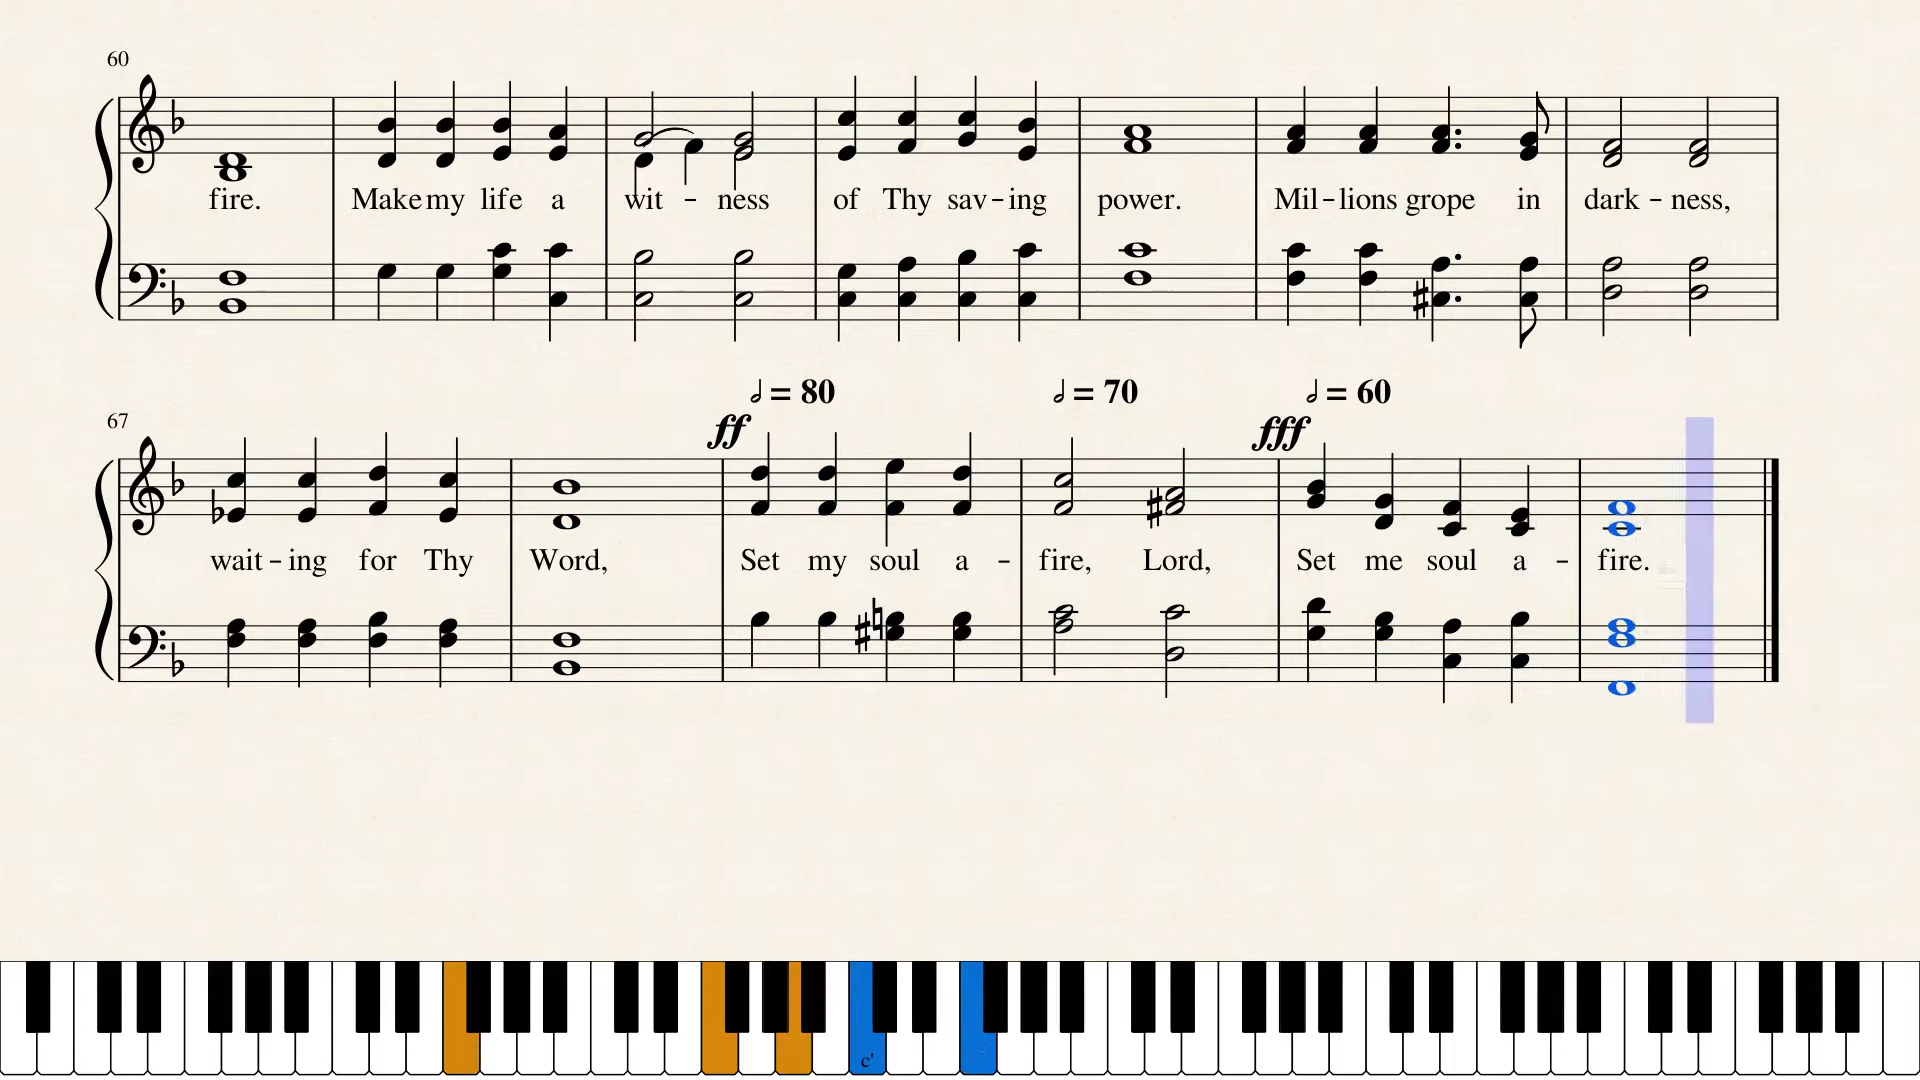 60
fire. Make my life a wit - ness of Thy sav - ing power. Mil - lions grope in dark - ness,
𝅗𝅥 = 80 𝅗𝅥 = 70 𝅗𝅥 = 60
67
ff fff
wait - ing for Thy Word, Set my soul a - fire, Lord, Set me soul a - fire.
c'